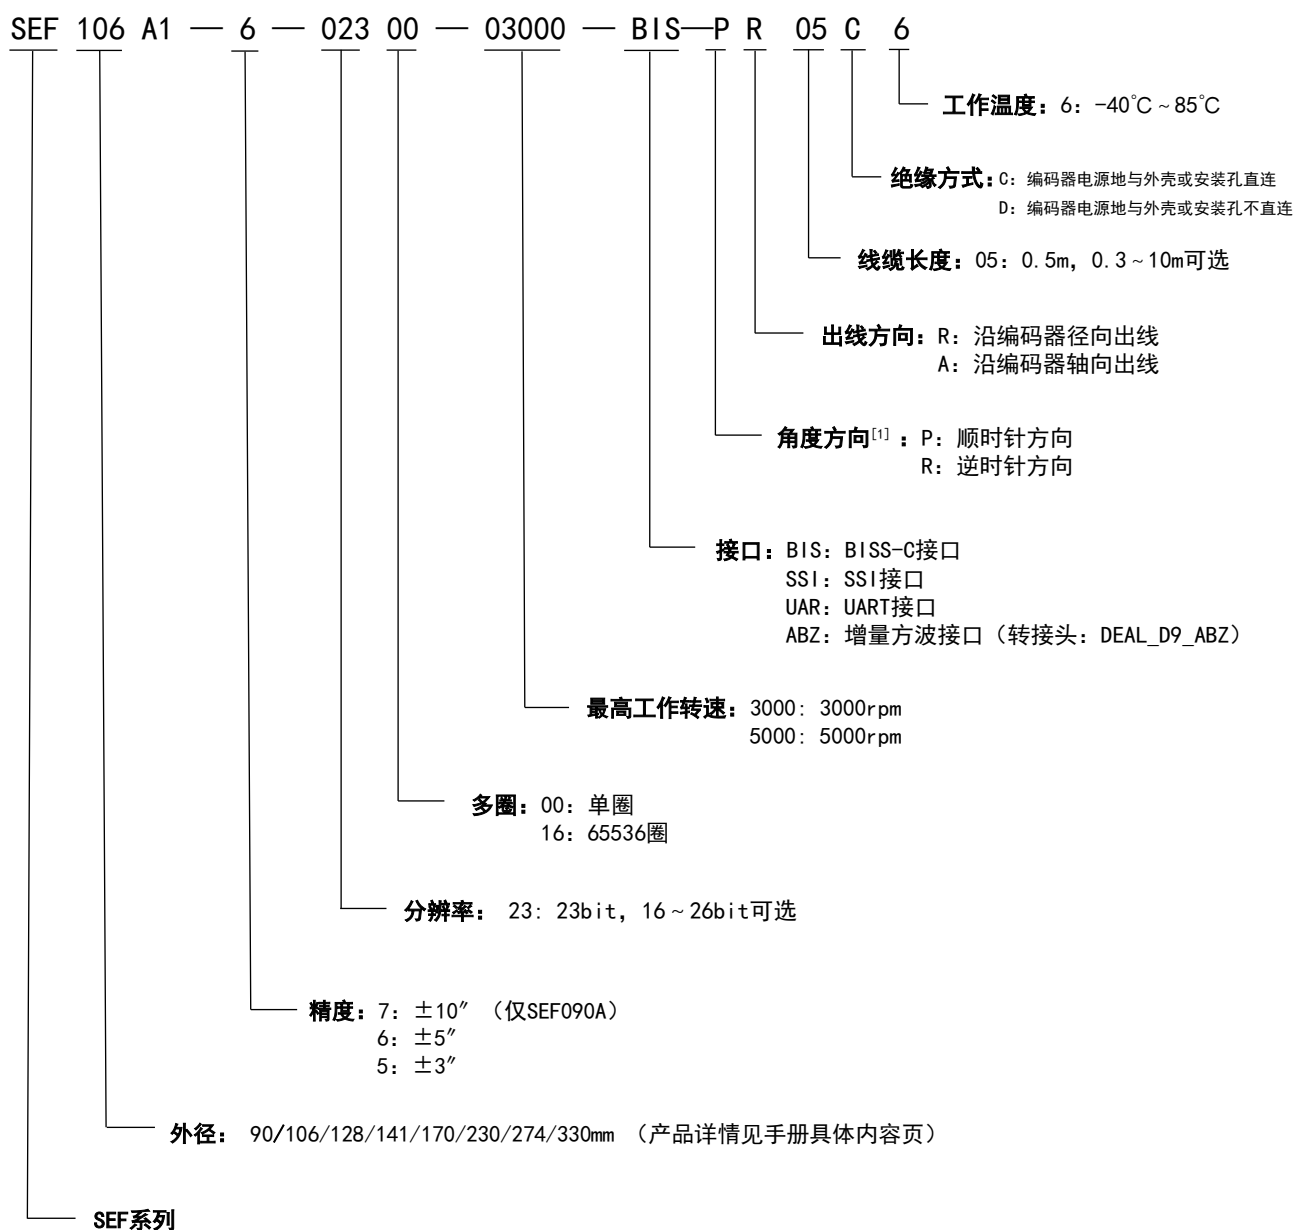 SEF 106 A1 — 6 — 023 00 — 03000 — BIS—P R 05 C 6
工作温度：6：-40℃～85℃
绝缘方式：C：编码器电源地与外壳或安装孔直连
D：编码器电源地与外壳或安装孔不直连
线缆长度：05：0.5m，0.3～10m可选
出线方向：R：沿编码器径向出线
A：沿编码器轴向出线
角度方向[1]：P：顺时针方向
R：逆时针方向
接口：BIS：BISS-C接口
SSI：SSI接口
UAR：UART接口
ABZ：增量方波接口（转接头：DEAL_D9_ABZ）
最高工作转速：3000: 3000rpm
5000: 5000rpm
多圈：00：单圈
16：65536圈
分辨率： 23: 23bit，16～26bit可选
精度：7：±10″ （仅SEF090A）
6：±5″
5：±3″
外径： 90/106/128/141/170/230/274/330mm （产品详情见手册具体内容页）
SEF系列